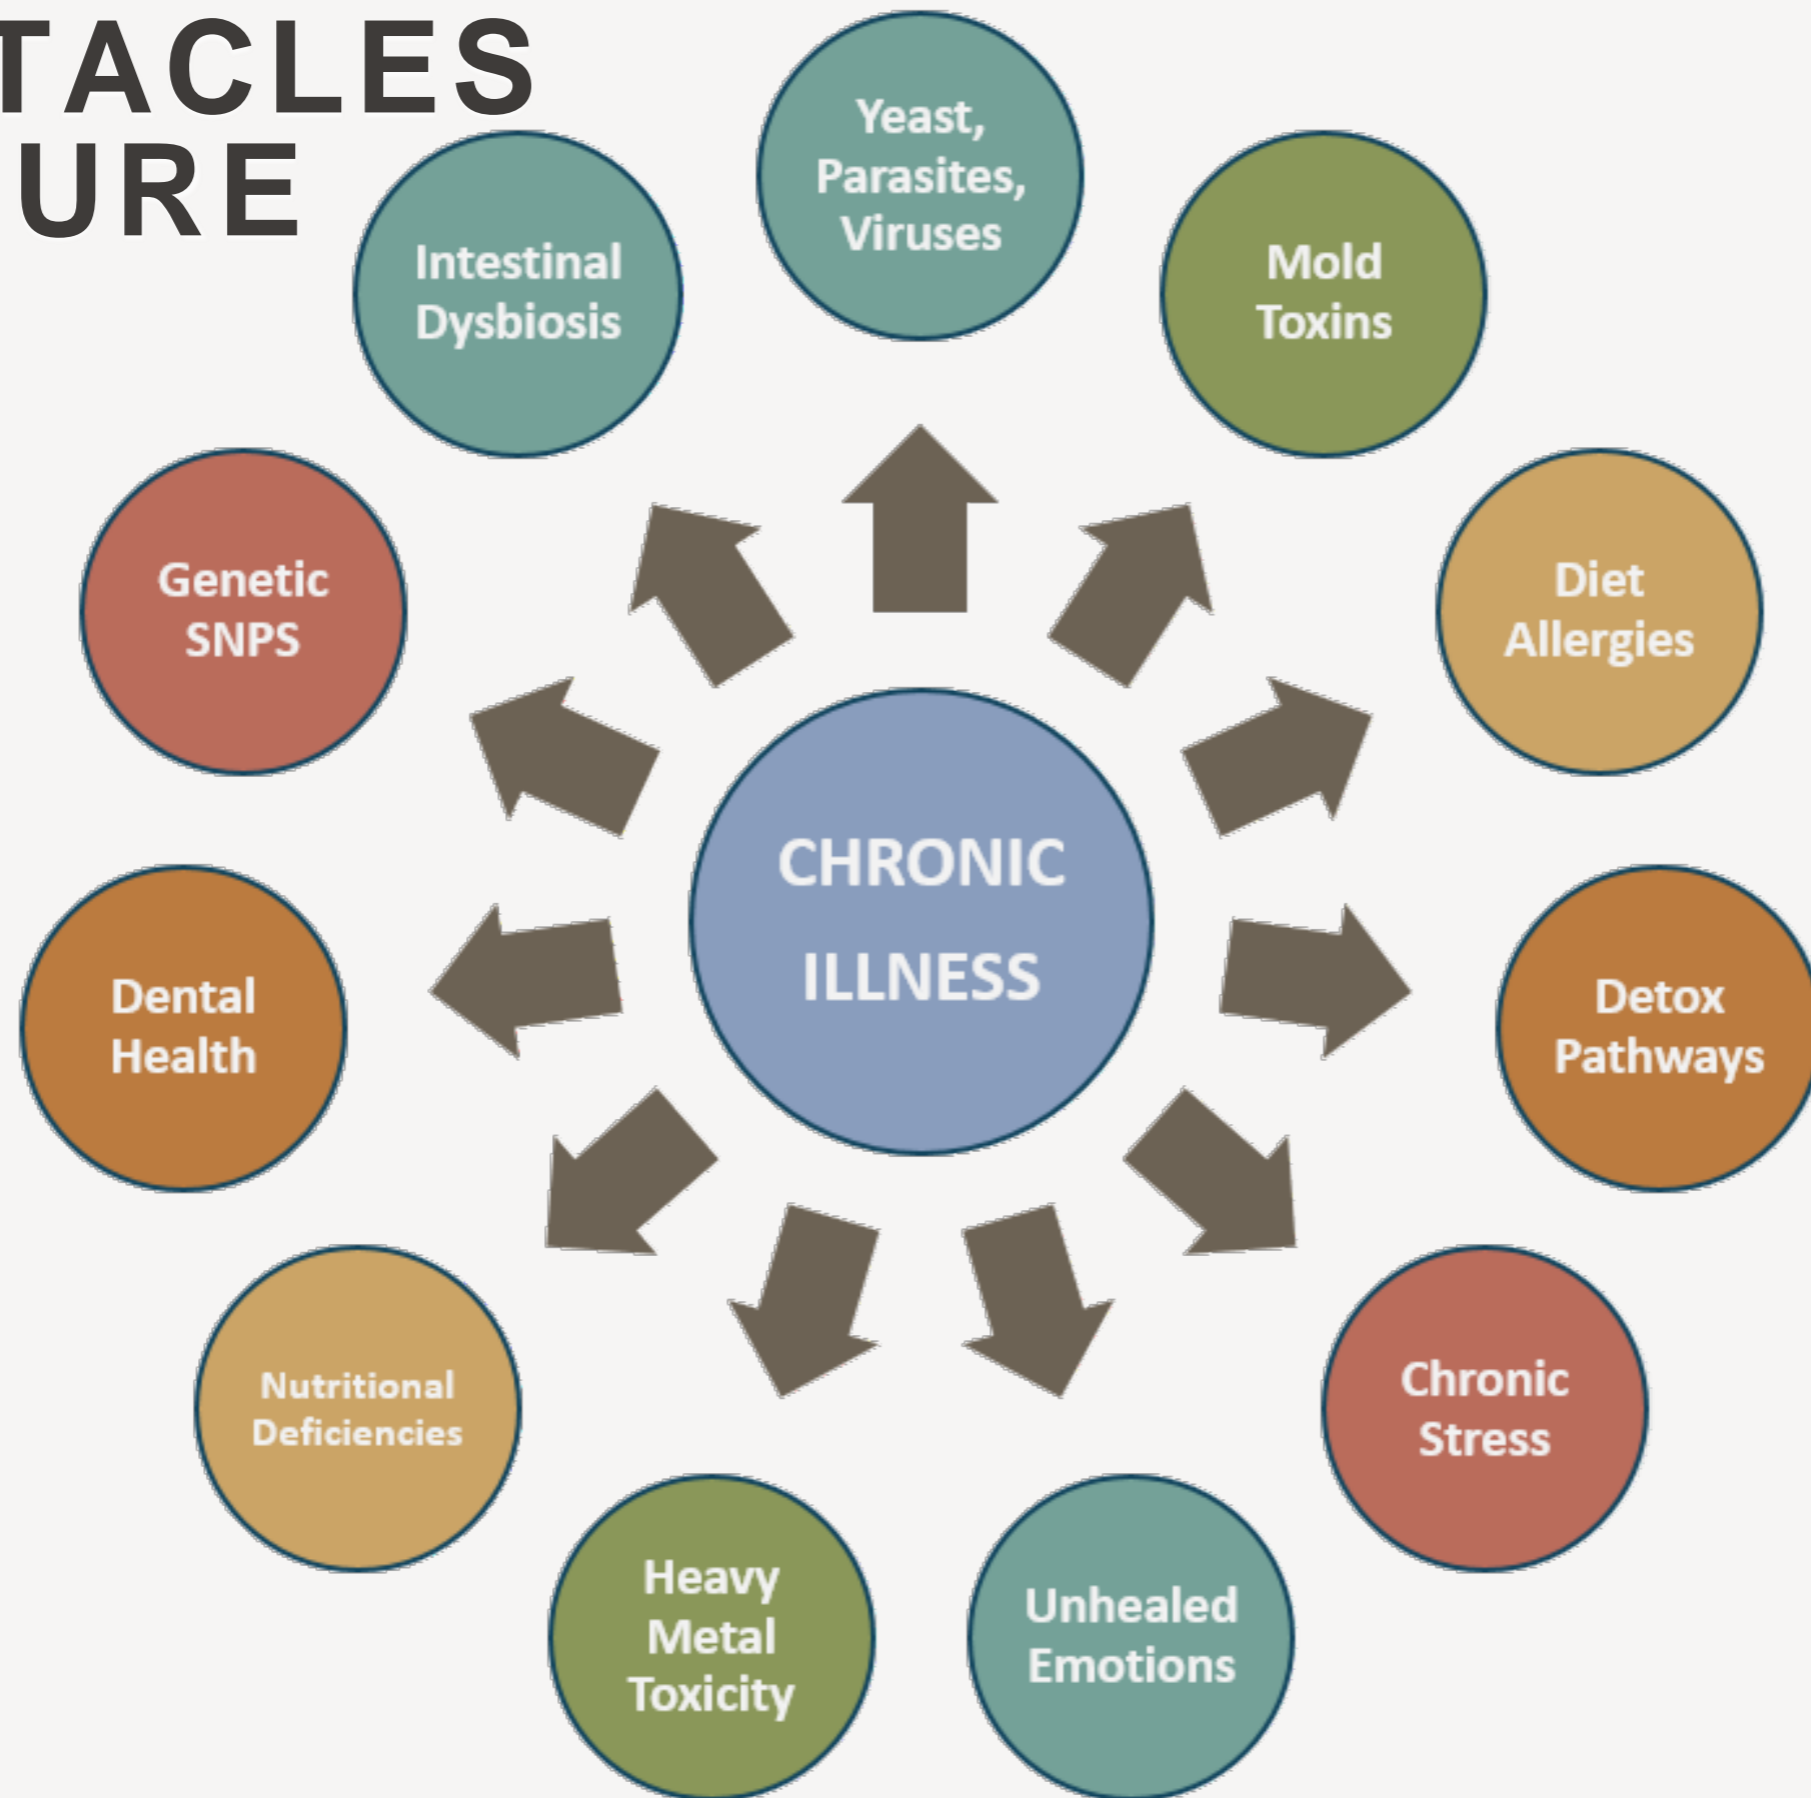 TACLES
URE
Yeast,
Parasites,
Viruses
Mold
Toxins
Diet
Allergies
Detox
Pathways
Chronic
Stress
Unhealed
Emotions
Heavy
Metal
Toxicity
Nutritional
Deficiencies
Dental
Health
Genetic
SNPS
Intestinal
Dysbiosis
CHRONIC
ILLNESS